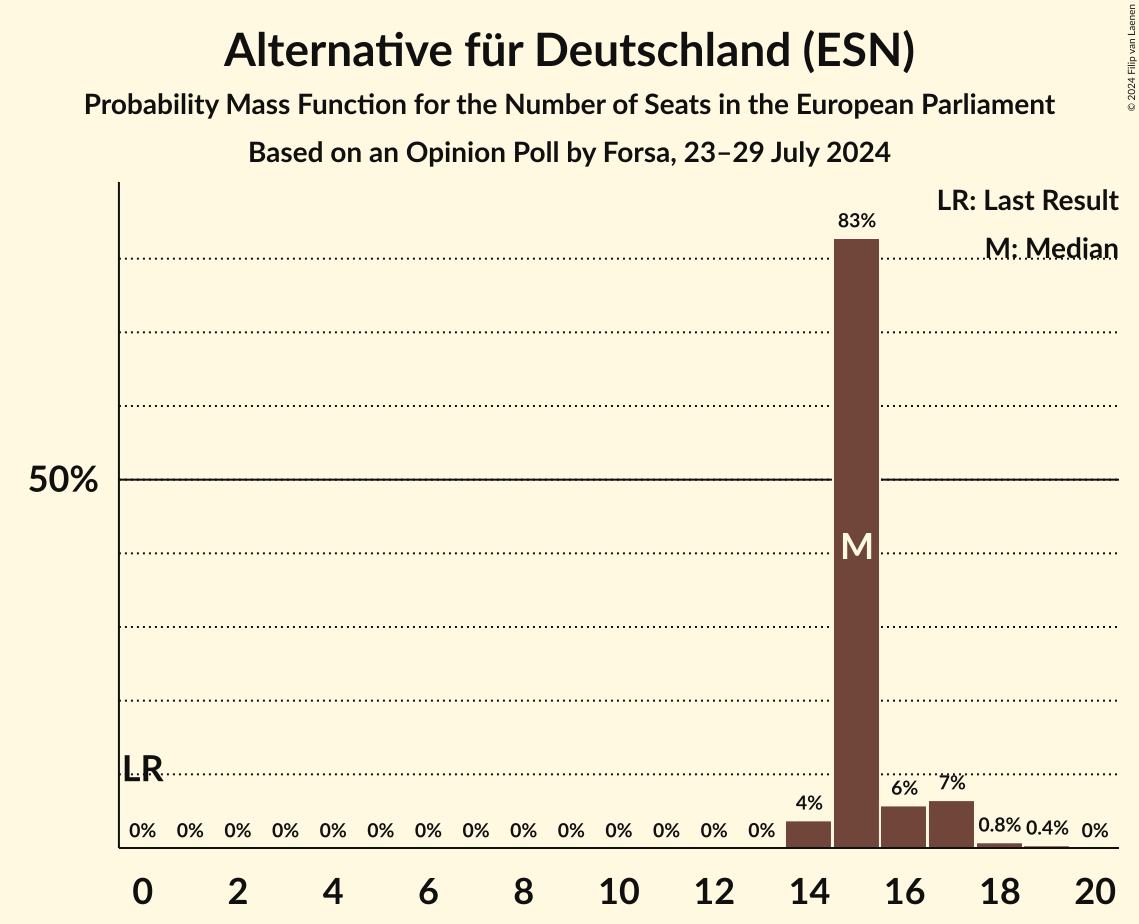 Alternative für Deutschland (ESN)
Probability Mass Function for the Number of Seats in the European Parliament
Based on an Opinion Poll by Forsa, 23–29 July 2024
© 2024 Filip van Laenen
LR: Last Result
M: Median
83%
50%
M
LR
0% 0% 0% 0% 0% 0% 0% 0% 0% 0% 0% 0% 0% 0% 4% 6% 7% 0.8% 0.4% 0%
0 2 4 6 8 10 12 14 16 18 20